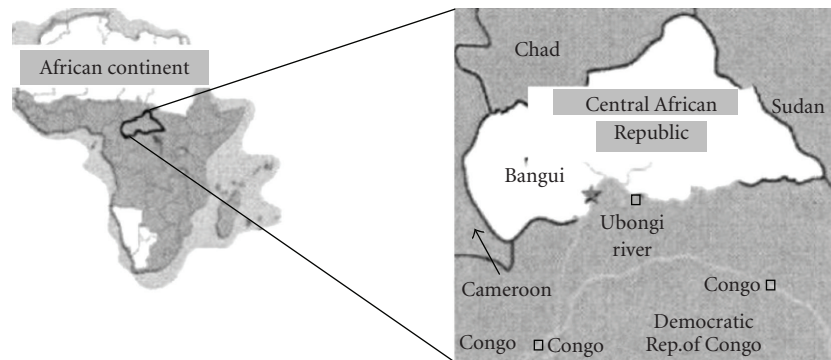 African continent
Chad
Central African
Republic
Sudan
Bangui
Ubongi
river
Cameroon
Congo
Democratic
Rep.of Congo
Congo
Congo